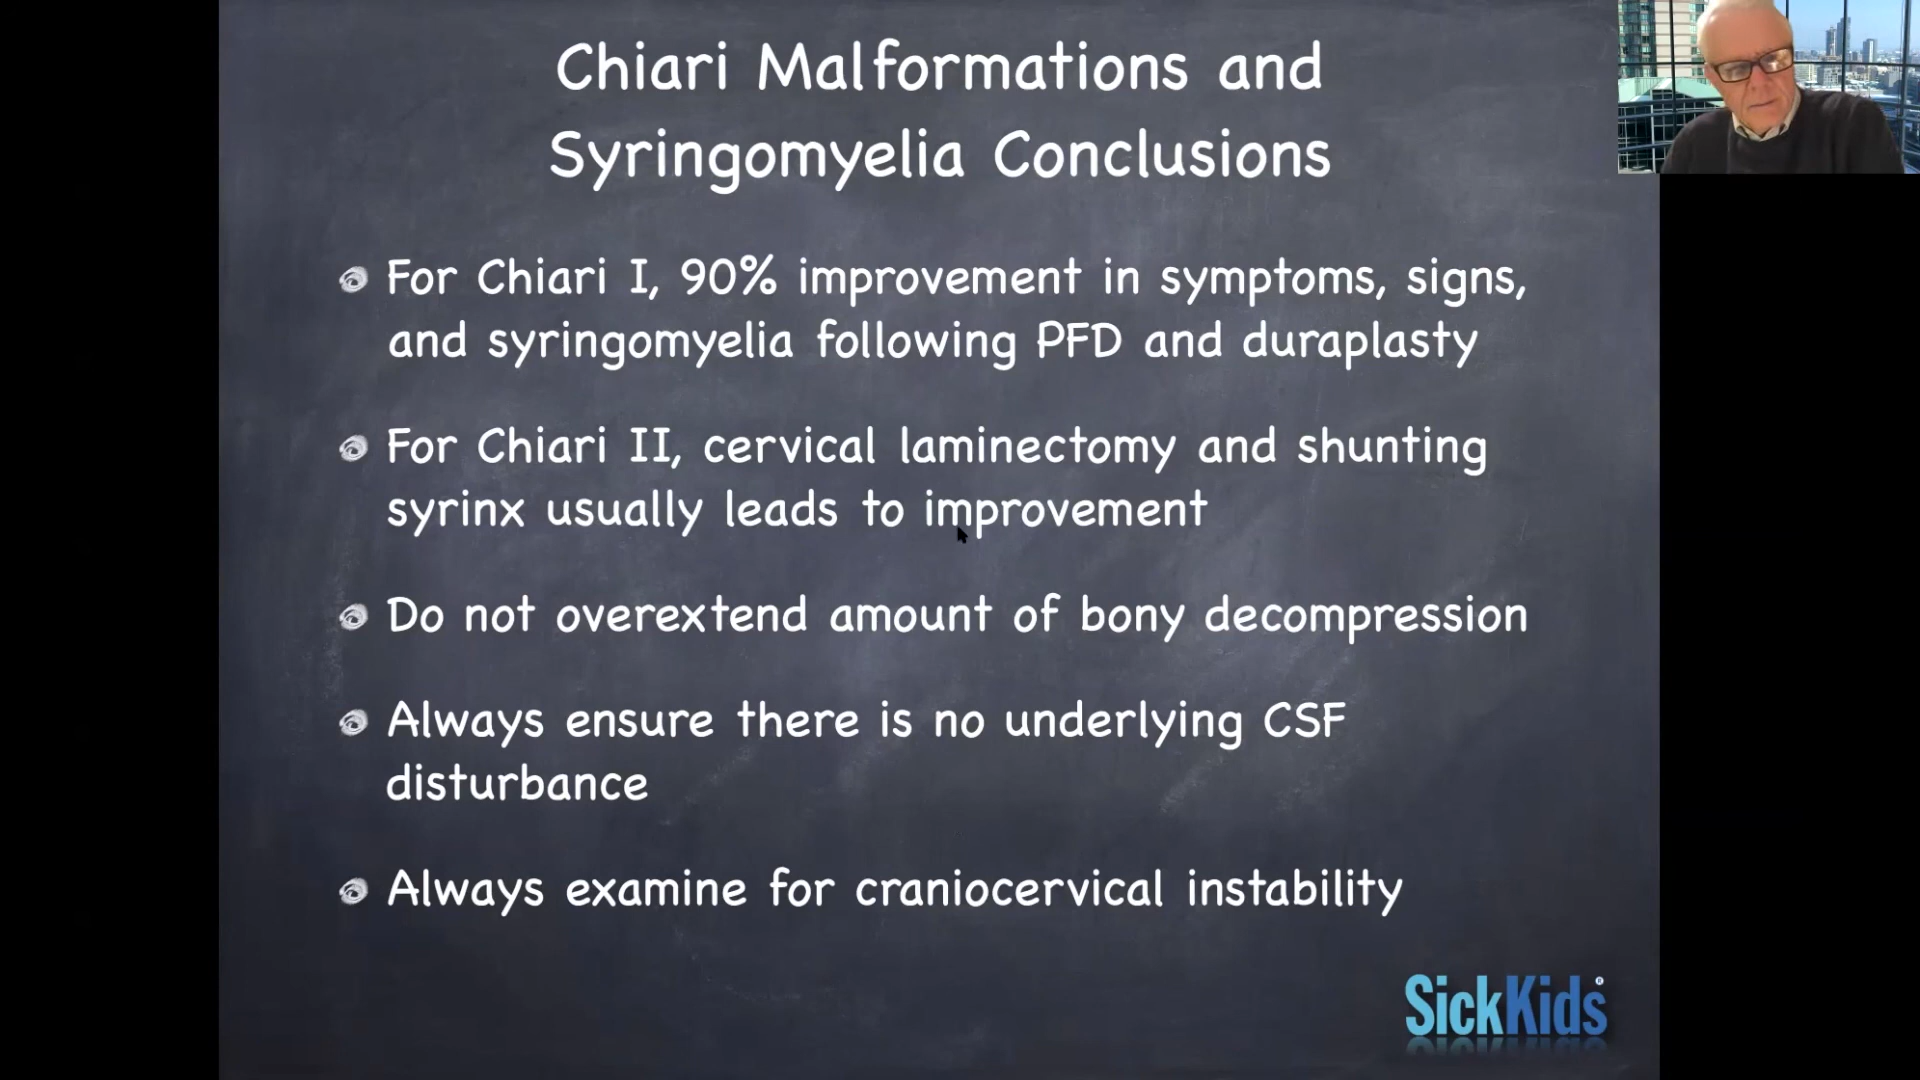 Chiari Malformations and
Syringomyelia Conclusions
For Chiari I, 90% improvement in symptoms, signs,
and syringomyelia following PFD and duraplasty
For Chiari II, cervical laminectomy and shunting
syrinx usually leads to improvement
Do not overextend amount of bony decompression
Always ensure there is no underlying CSF
disturbance
Always examine for craniocervical instability
SickKids®